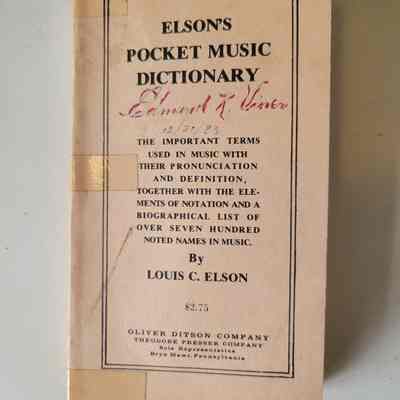 ELSON'S
POCKET MUSIC
DICTIONARY
Edmund K.
THE IMPORTANT TERMS
USED IN MUSIC WITH
THEIR PRONUNCIATION
AND DEFINITION,
TOGETHER WITH THE ELE-
MENTS OF NOTATION AND A
BIOGRAPHICAL LIST OF
OVER SEVEN HUNDRED
NOTED NAMES IN MUSIC.
By
LOUIS C. ELSON
$2.75
OLIVER DITSON COMPANY
THEODORE PRESSER COMPANY
Sole Representative
Bryn Mawr, Pennsylvania